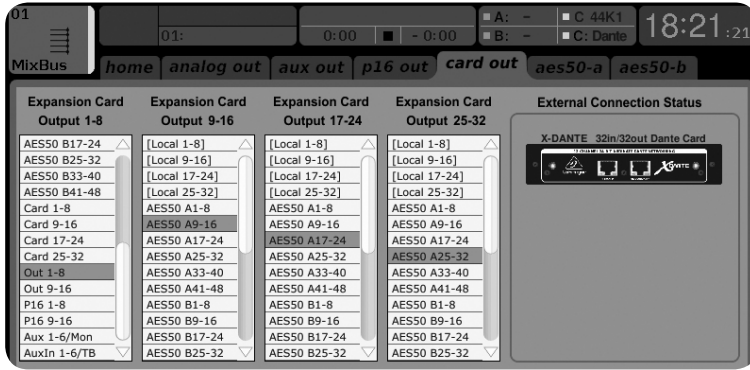 01
MixBus
01:
0:00
- 0:00
A: -
B: -
C 44K1
C: Dante
18:21:21
home
analog out
aux out
p16 out
card out
aes50-a
aes50-b
Expansion Card
Output 1-8
AES50 B17-24
AES50 B25-32
AES50 B33-40
AES50 B41-48
Card 1-8
Card 9-16
Card 17-24
Card 25-32
Out 1-8
Out 9-16
P16 1-8
P16 9-16
Aux 1-6/Mon
AuxIn 1-6/TB
Expansion Card
Output 9-16
[Local 1-8]
[Local 9-16]
[Local 17-24]
[Local 25-32]
AES50 A1-8
AES50 A9-16
AES50 A17-24
AES50 A25-32
AES50 A33-40
AES50 A41-48
AES50 B1-8
AES50 B9-16
AES50 B17-24
AES50 B25-32
Expansion Card
Output 17-24
[Local 1-8]
[Local 9-16]
[Local 17-24]
[Local 25-32]
AES50 A1-8
AES50 A9-16
AES50 A17-24
AES50 A25-32
AES50 A33-40
AES50 A41-48
AES50 B1-8
AES50 B9-16
AES50 B17-24
AES50 B25-32
Expansion Card
Output 25-32
[Local 1-8]
[Local 9-16]
[Local 17-24]
[Local 25-32]
AES50 A1-8
AES50 A9-16
AES50 A17-24
AES50 A25-32
AES50 A33-40
AES50 A41-48
AES50 B1-8
AES50 B9-16
AES50 B17-24
AES50 B25-32
External Connection Status
X-DANTE 32in/32out Dante Card